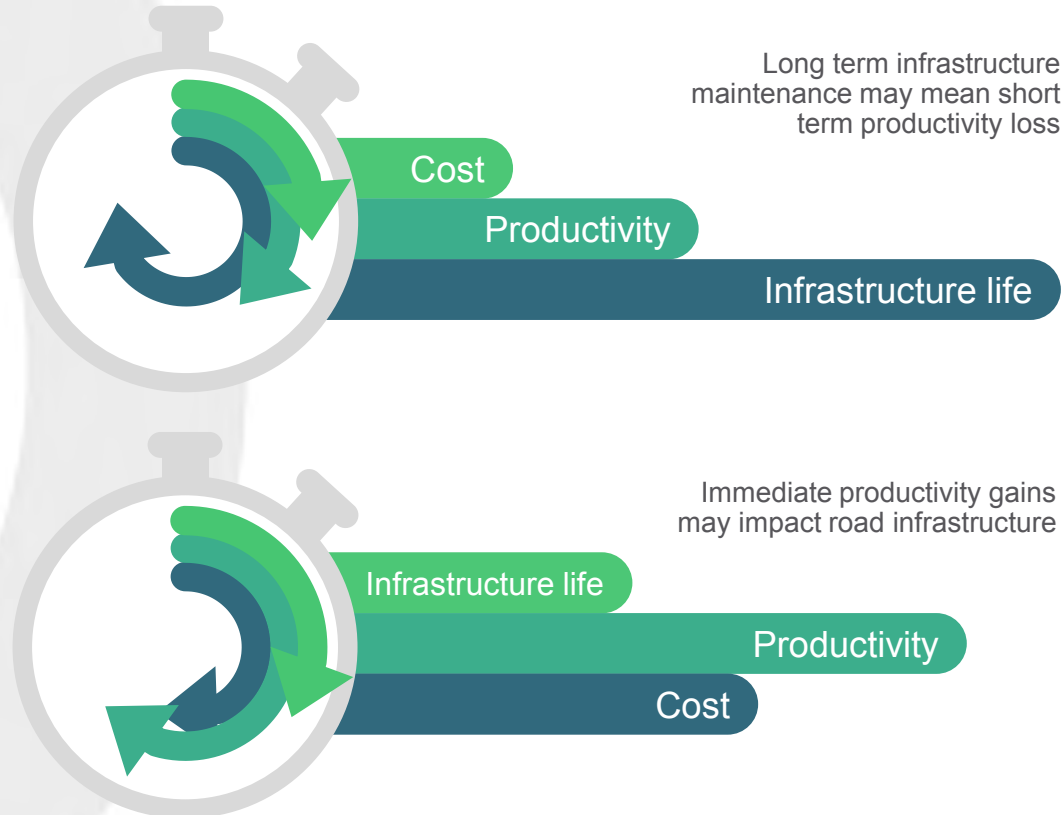 Long term infrastructure
maintenance may mean short
term productivity loss
Cost
Productivity
Infrastructure life
Immediate productivity gains
may impact road infrastructure
Infrastructure life
Productivity
Cost